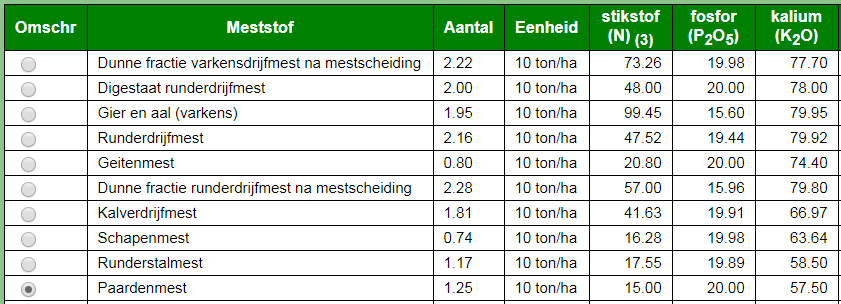 Omschr Meststof Aantal Eenheid stikstof (N) (3) fosfor (P2O5) kalium (K2O)
Dunne fractie varkensdrijfmest na mestscheiding 2.22 10 ton/ha 73.26 19.98 77.70
Digestaat runderdrijfmest 2.00 10 ton/ha 48.00 20.00 78.00
Gier en aal (varkens) 1.95 10 ton/ha 99.45 15.60 79.95
Runderdrijfmest 2.16 10 ton/ha 47.52 19.44 79.92
Geitenmest 0.80 10 ton/ha 20.80 20.00 74.40
Dunne fractie runderdrijfmest na mestscheiding 2.28 10 ton/ha 57.00 15.96 79.80
Kalverdrijfmest 1.81 10 ton/ha 41.63 19.91 66.97
Schapenmest 0.74 10 ton/ha 16.28 19.98 63.64
Runderstalmest 1.17 10 ton/ha 17.55 19.89 58.50
Paardenmest 1.25 10 ton/ha 15.00 20.00 57.50